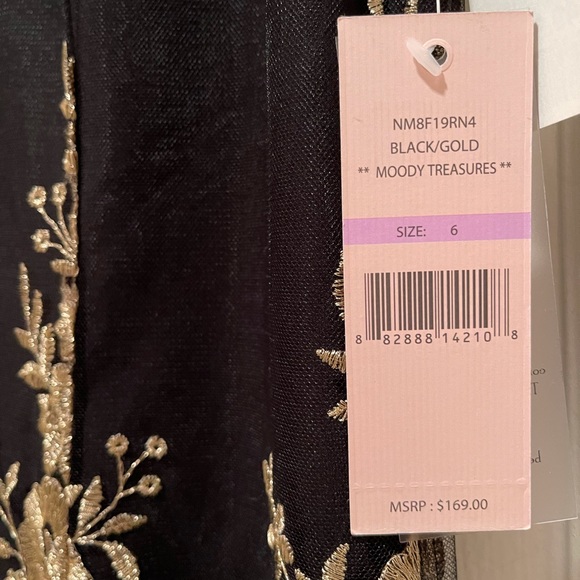 NM8F19RN4
BLACK/GOLD
** MOODY TREASURES **
SIZE: 6
8 82888 14210 8
MSRP : $169.00